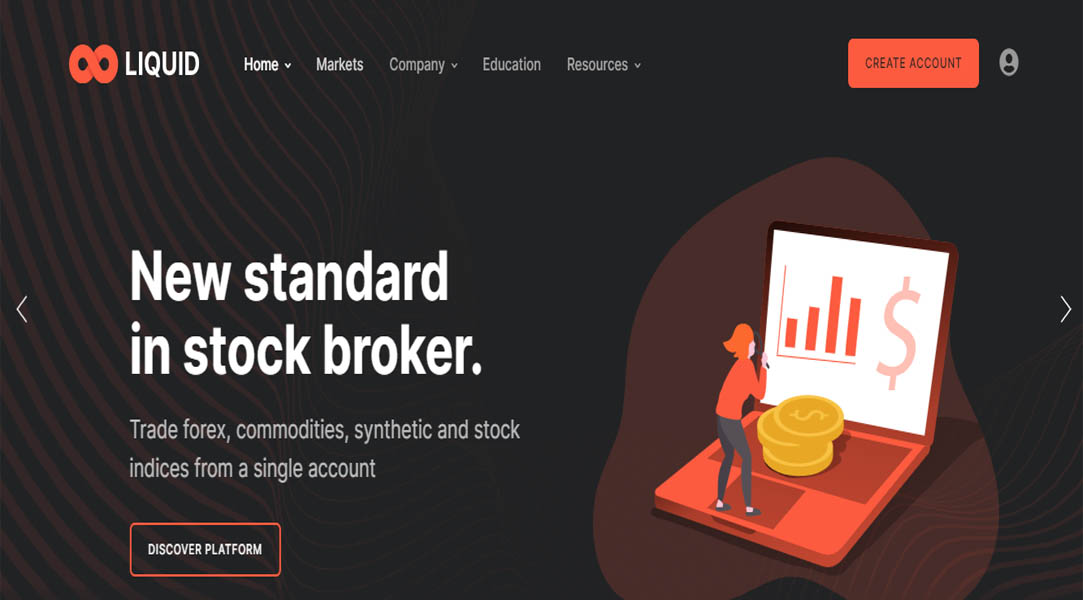 LIQUID
Home Markets Company Education Resources
CREATE ACCOUNT
New standard
in stock broker.
Trade forex, commodities, synthetic and stock
indices from a single account
DISCOVER PLATFORM
$